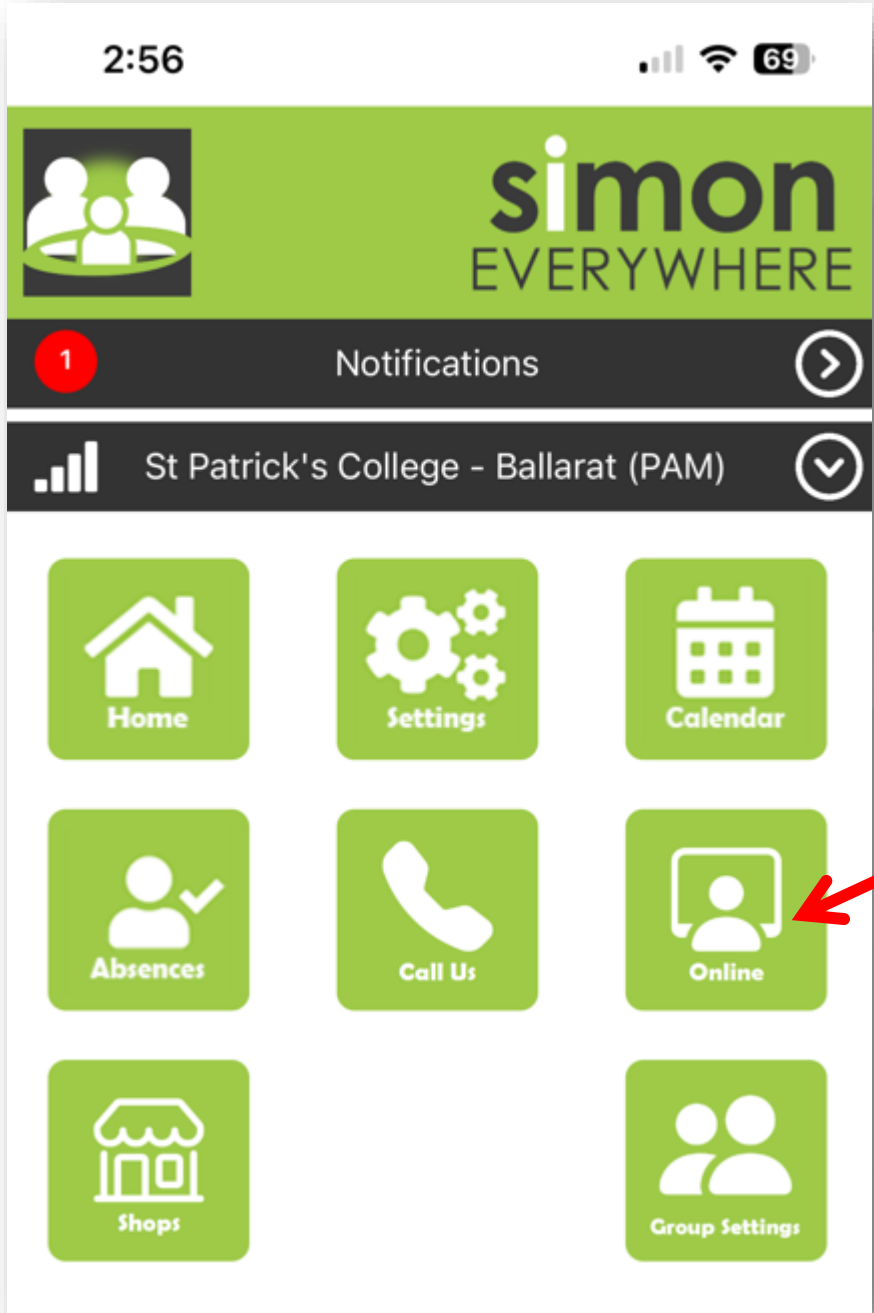 2:56
69
simon
EVERYWHERE
1
Notifications
St Patrick's College - Ballarat (PAM)
Home
Settings
Calendar
Absences
Call Us
Online
Shops
Group Settings